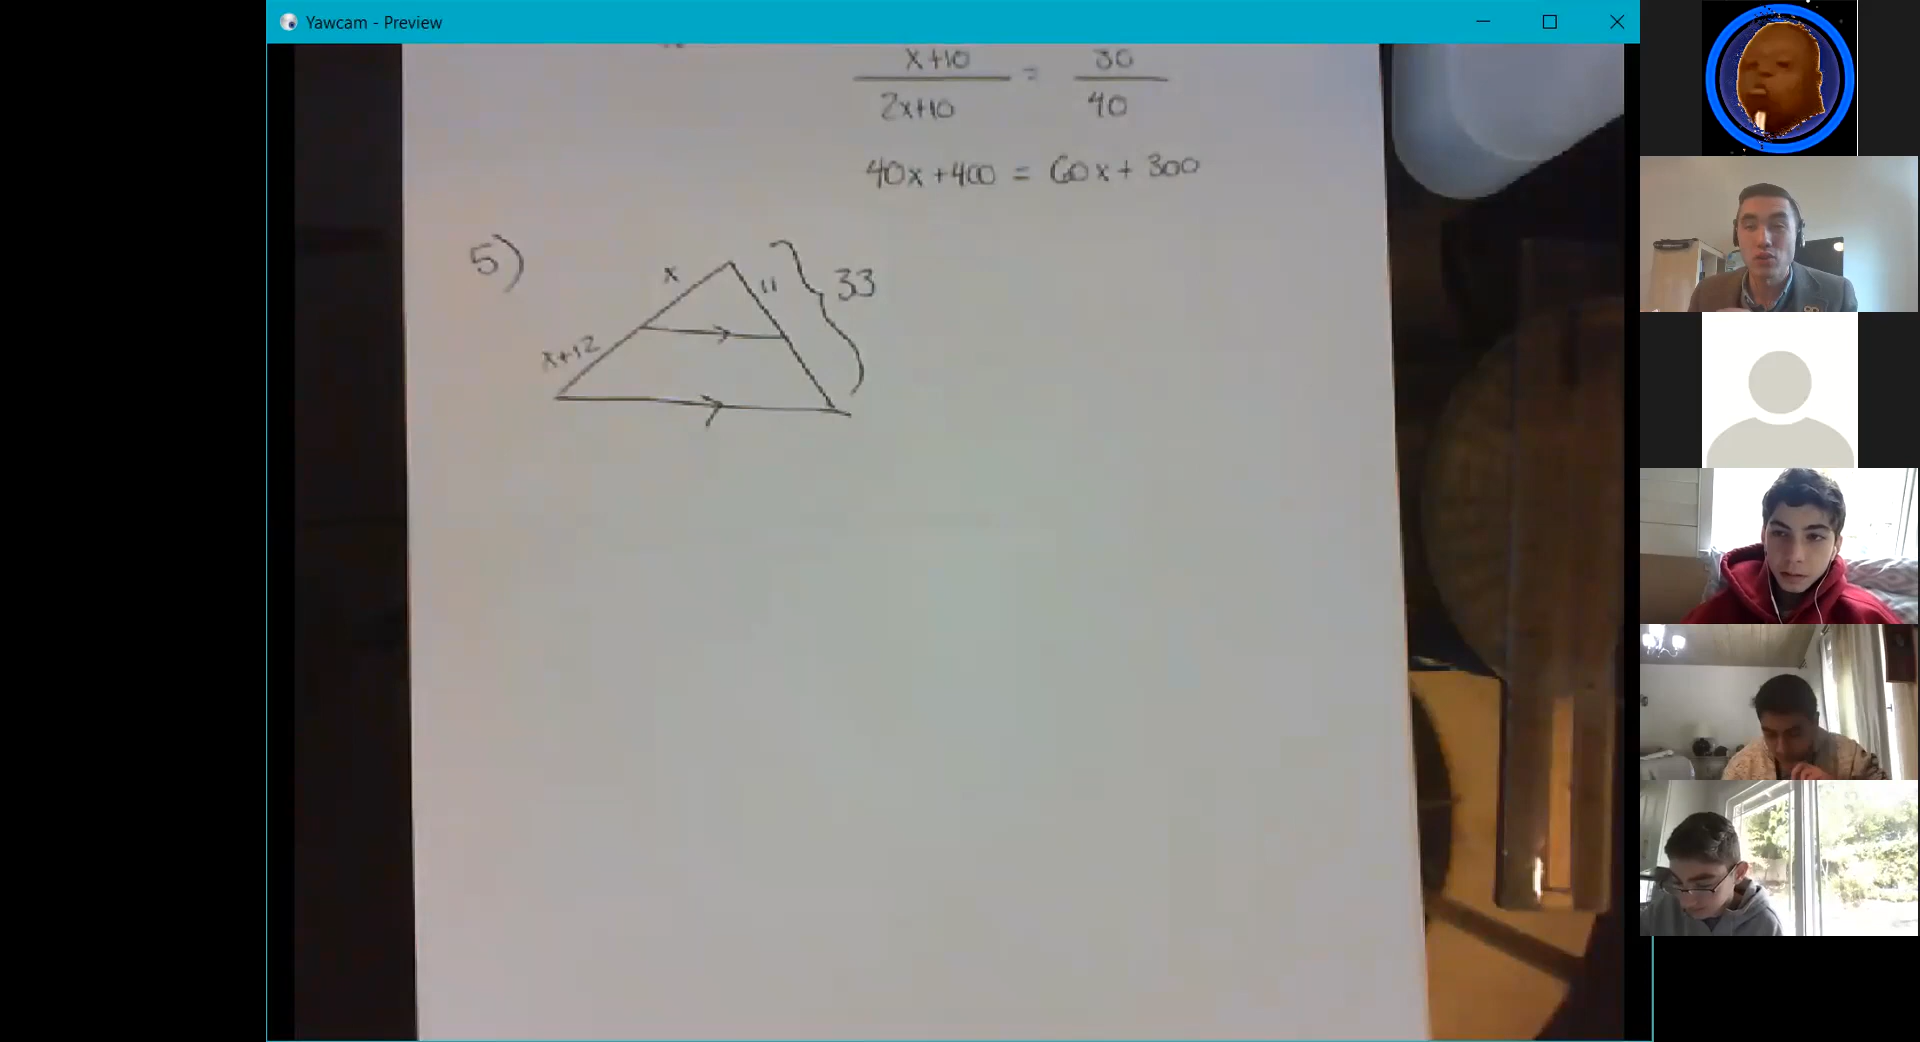 Yawcam - Preview
x+10 = 30
2x+10 40
40x+400 = 60x + 300
5)
x 11 33
x+12